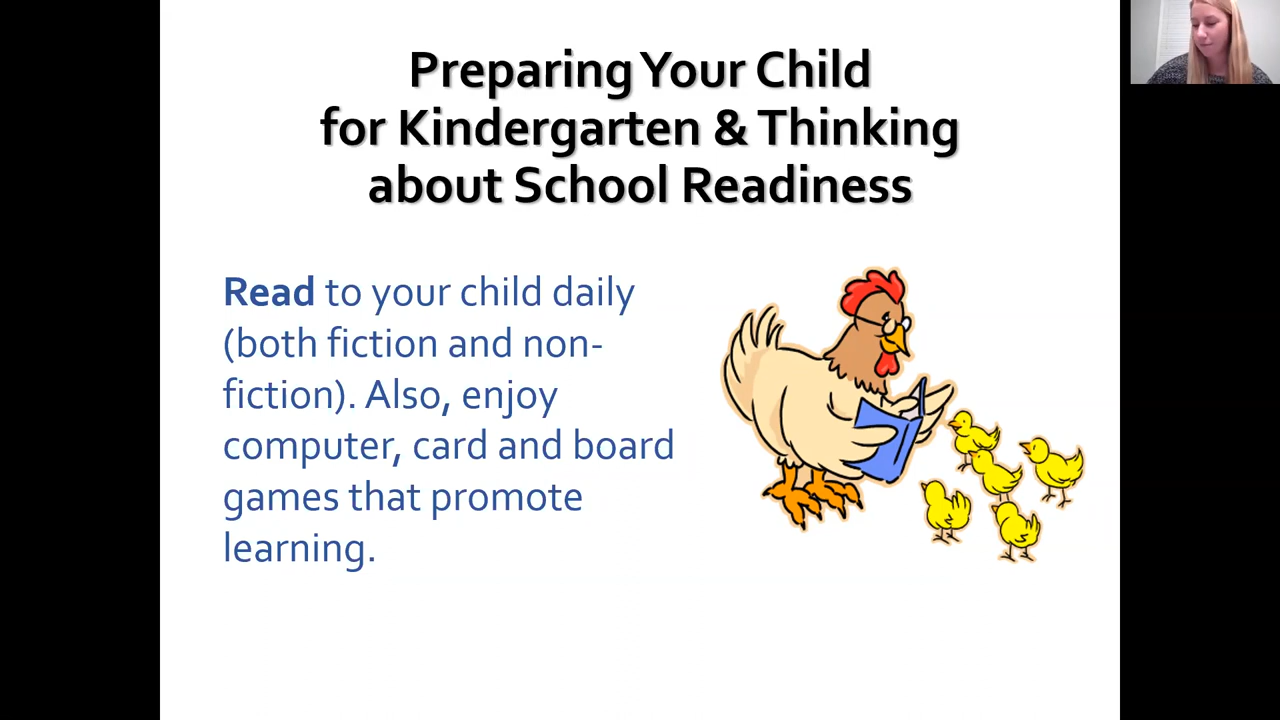 Preparing Your Child
for Kindergarten & Thinking
about School Readiness
Read to your child daily
(both fiction and non-
fiction). Also, enjoy
computer, card and board
games that promote
learning.